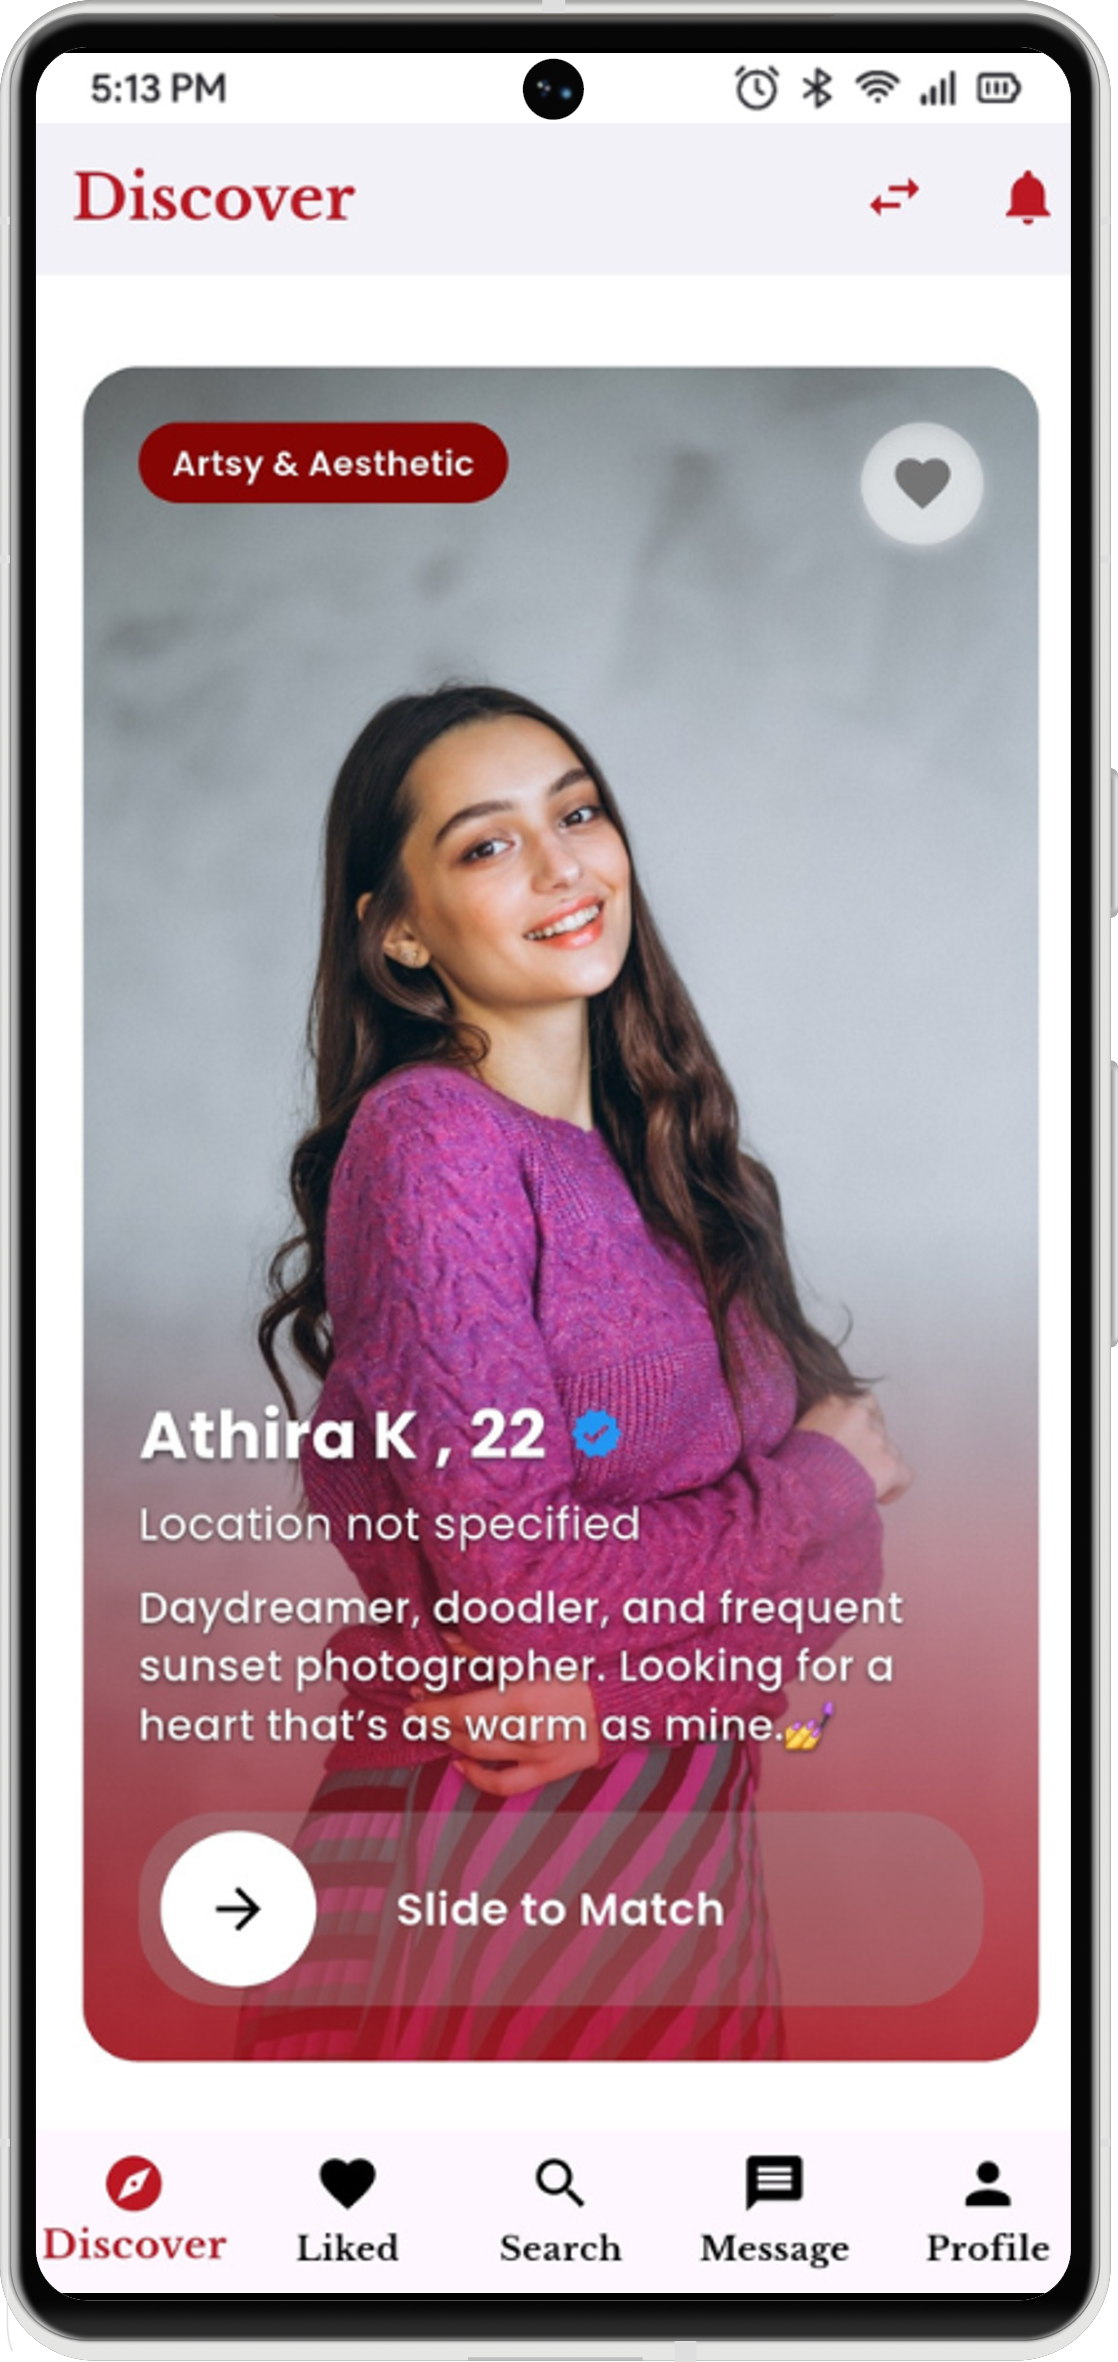 5:13 PM
Discover
Artsy & Aesthetic
Athira K , 22
Location not specified
Daydreamer, doodler, and frequent
sunset photographer. Looking for a
heart that’s as warm as mine.💅
Slide to Match
Discover
Liked
Search
Message
Profile